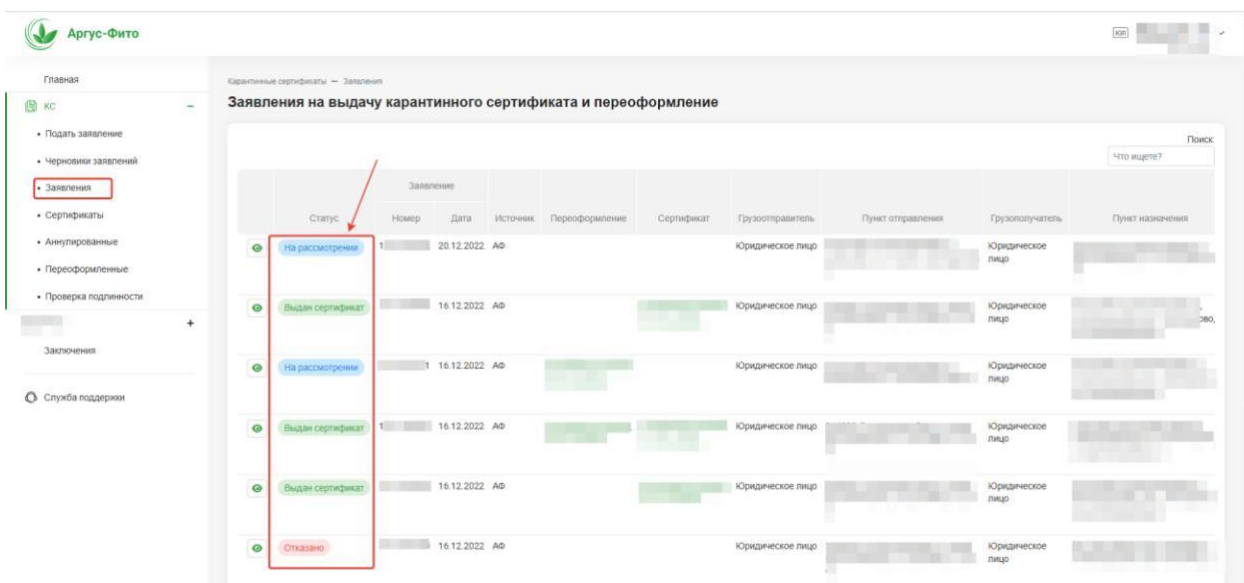 Аргус-Фито
ЮЛ
Главная
КС
Подать заявление
Черновики заявлений
Заявления
Сертификаты
Аннулированные
Переоформленные
Проверка подлинности
Заключения
Служба поддержки
Карантинные сертификаты — Заявления
Заявления на выдачу карантинного сертификата и переоформление
Поиск:
Что ищете?
Заявление
Статус Номер Дата Источник Переоформление Сертификат Грузоотправитель Пункт отправления Грузополучатель Пункт назначения
На рассмотрении 1 20.12.2022 АФ Юридическое лицо Юридическое
лицо
Выдан сертификат 16.12.2022 АФ Юридическое лицо Юридическое
лицо
На рассмотрении 1 16.12.2022 АФ Юридическое лицо Юридическое
лицо
Выдан сертификат 1 16.12.2022 АФ Юридическое лицо Юридическое
лицо
Выдан сертификат 16.12.2022 АФ Юридическое лицо Юридическое
лицо
Отказано 16.12.2022 АФ Юридическое лицо Юридическое
лицо